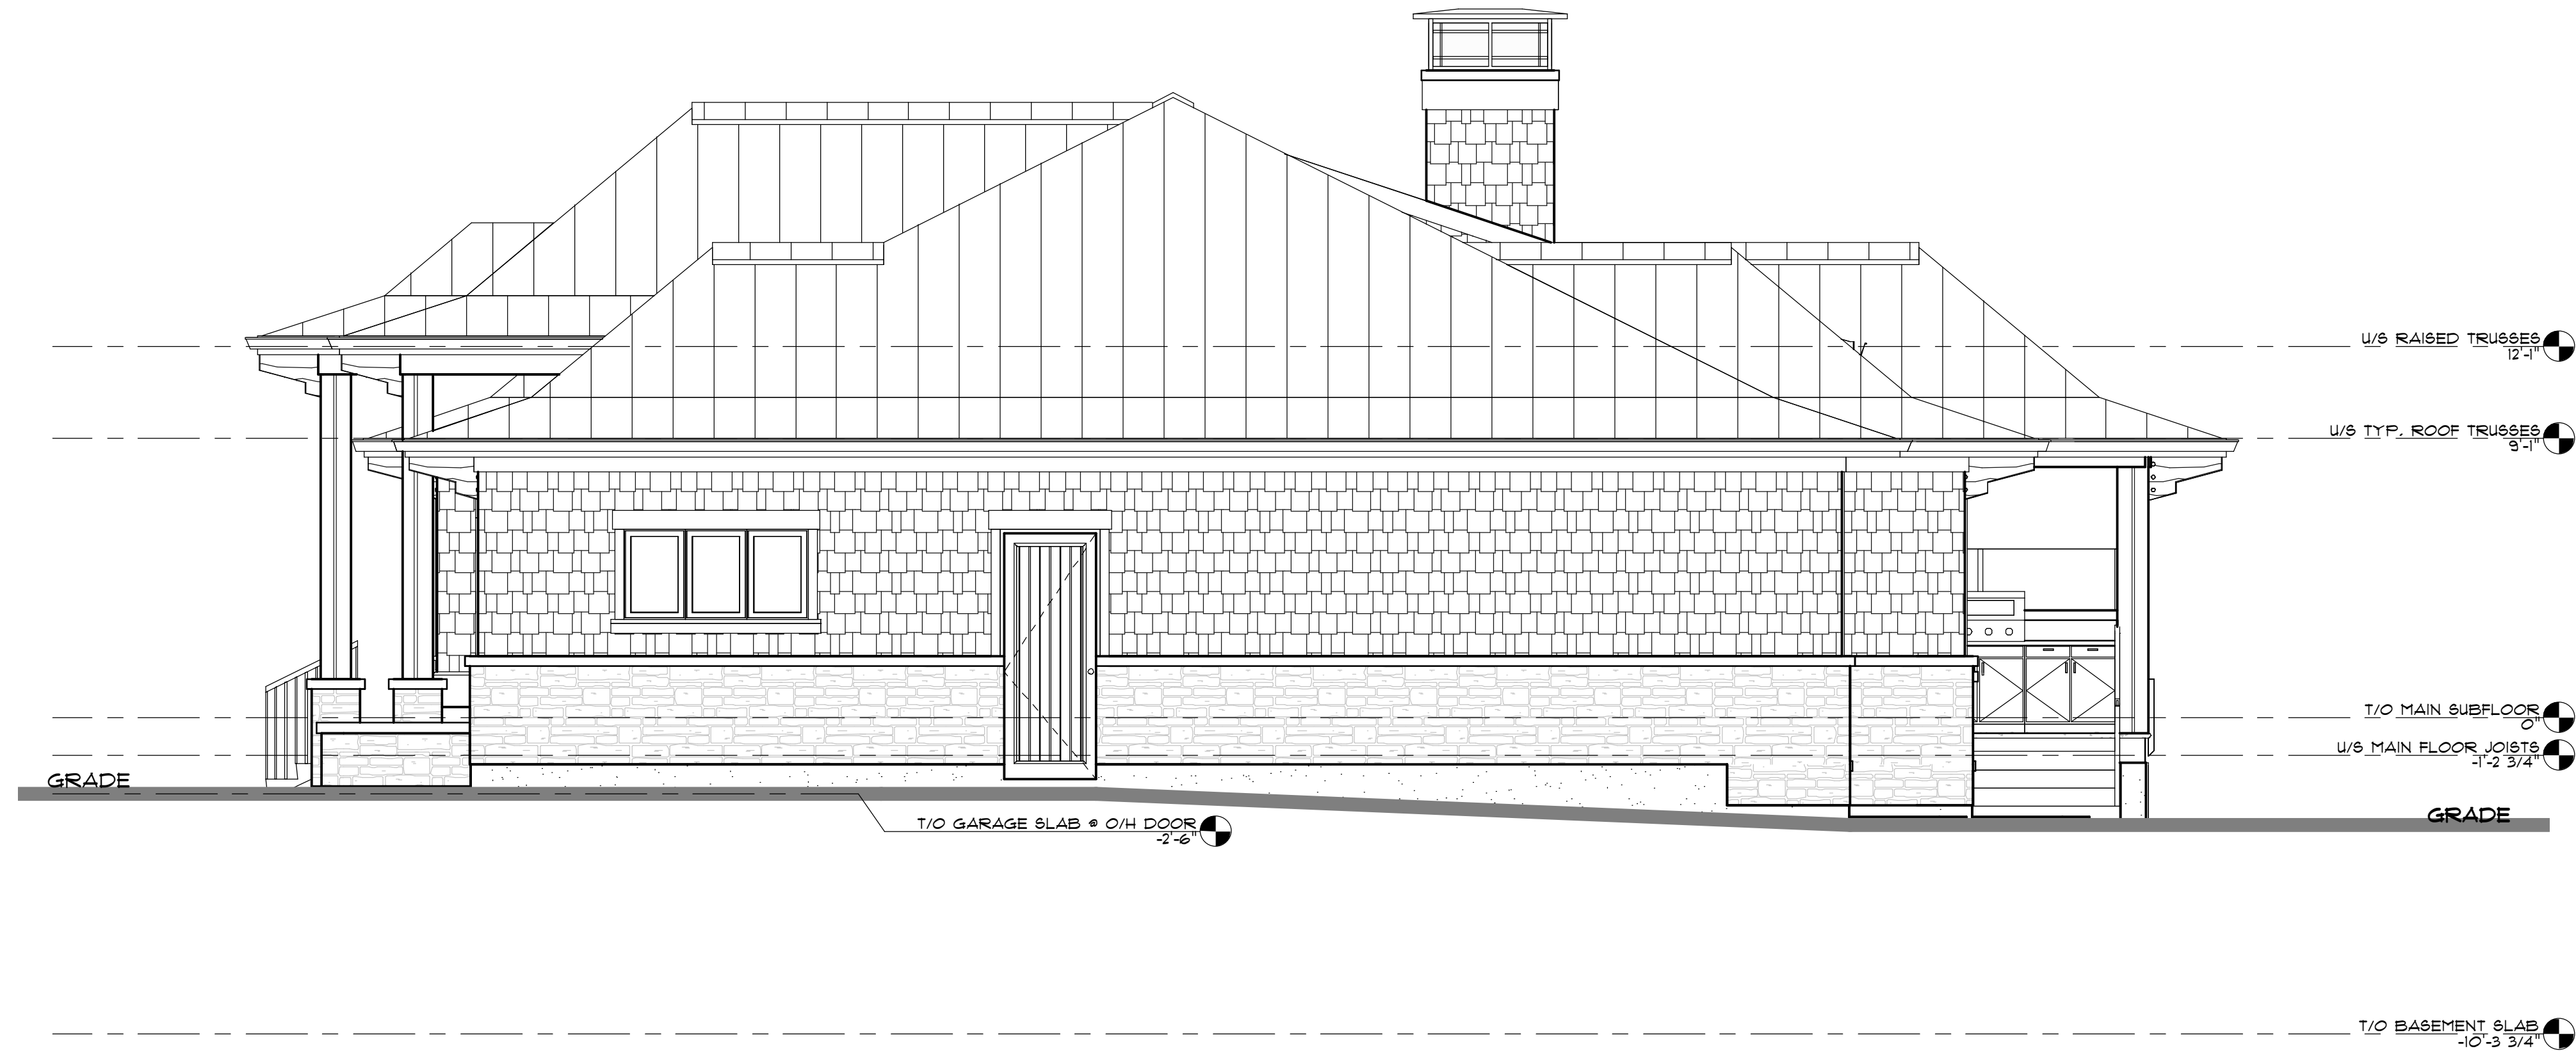 U/S RAISED TRUSSES
12'-1"
U/S TYP. ROOF TRUSSES
9'-1"
T/O MAIN SUBFLOOR
0"
U/S MAIN FLOOR JOISTS
-1'-2 3/4"
GRADE
GRADE
T/O GARAGE SLAB @ O/H DOOR
-2'-6"
T/O BASEMENT SLAB
-10'-3 3/4"